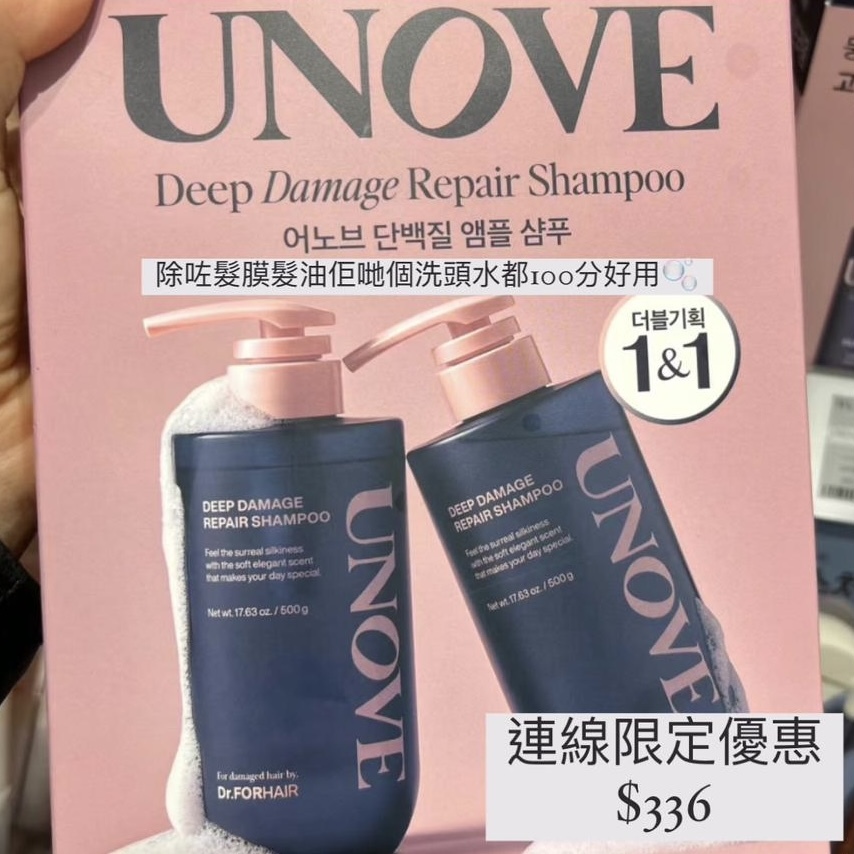 UNOVE
Deep Damage Repair Shampoo
어노브 단백질 앰플 샴푸
除咗髮膜髮油佢哋個洗頭水都100分好用
더블기획
1&1
DEEP DAMAGE
REPAIR SHAMPOO
Feel the surreal silkiness
with the soft elegant scent
that makes your day special.
Net wt. 17.63 oz. / 500g
UNOVE
For damaged hair by.
Dr.FORHAIR
DEEP DAMAGE
REPAIR SHAMPOO
Feel the surreal silkiness
with the soft elegant scent
that makes your day special.
Net wt. 17.63 oz. / 500g
UNOVE
連線限定優惠
$336